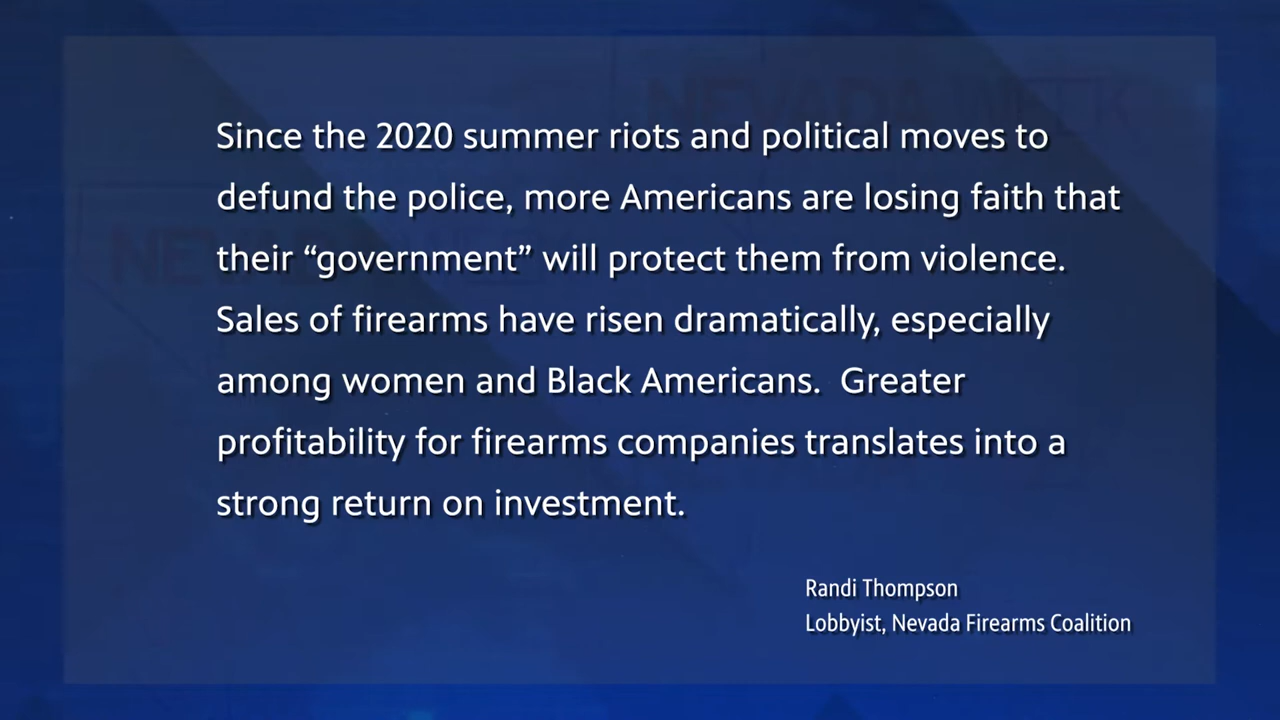 Since the 2020 summer riots and political moves to
defund the police, more Americans are losing faith that
their “government” will protect them from violence.
Sales of firearms have risen dramatically, especially
among women and Black Americans.  Greater
profitability for firearms companies translates into a
strong return on investment.
Randi Thompson
Lobbyist, Nevada Firearms Coalition